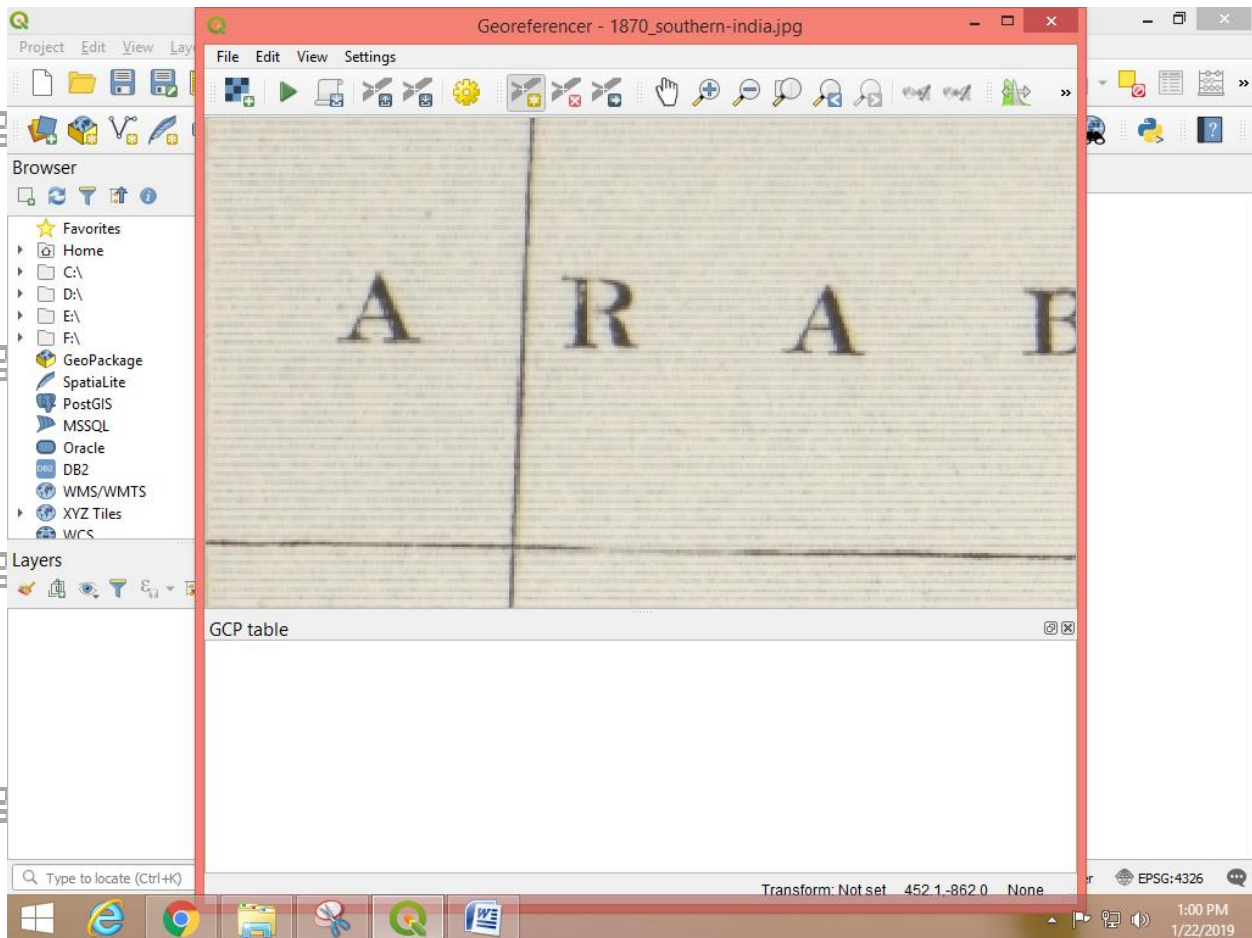 Georeferencer - 1870_southern-india.jpg
Project Edit View Lay
File Edit View Settings
»
»
Browser
Favorites
Home
C:\
D:\
E:\
F:\
GeoPackage
SpatiaLite
PostGIS
MSSQL
Oracle
DB2
WMS/WMTS
XYZ Tiles
WCS
A R A B
Layers
GCP table
Type to locate (Ctrl+K)
Transform: Not set 452.1,-862.0 None
r EPSG:4326
1:00 PM
1/22/2019